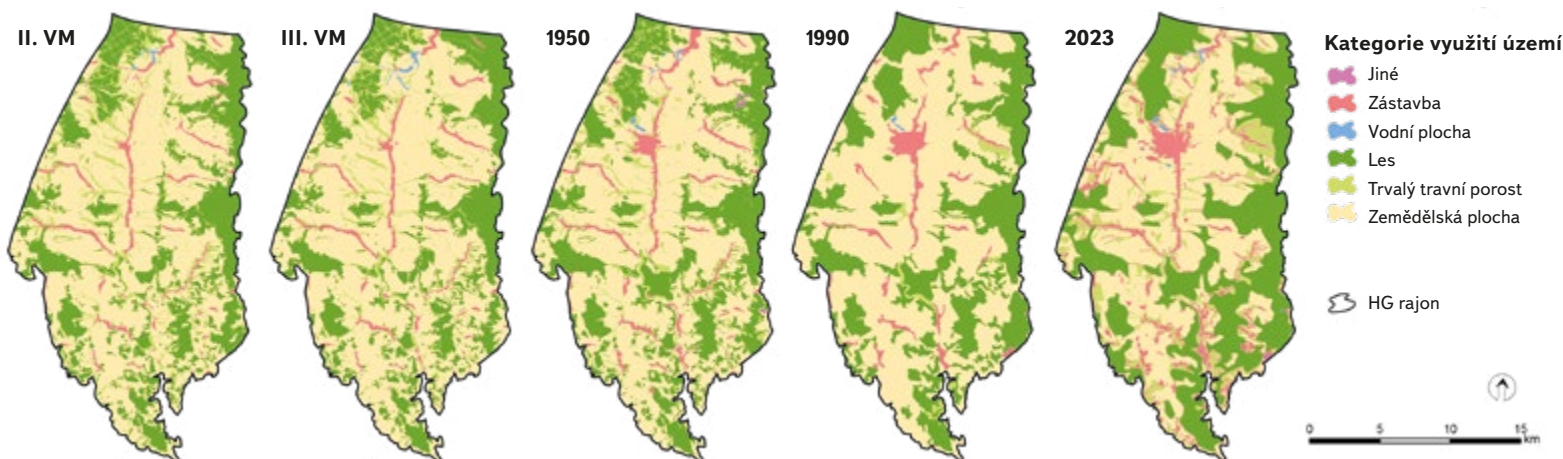 II. VM
III. VM
1950
1990
2023
Kategorie využití území
Jiné
Zástavba
Vodní plocha
Les
Trvalý travní porost
Zemědělská plocha
HG rajon
0 5 10 15
km